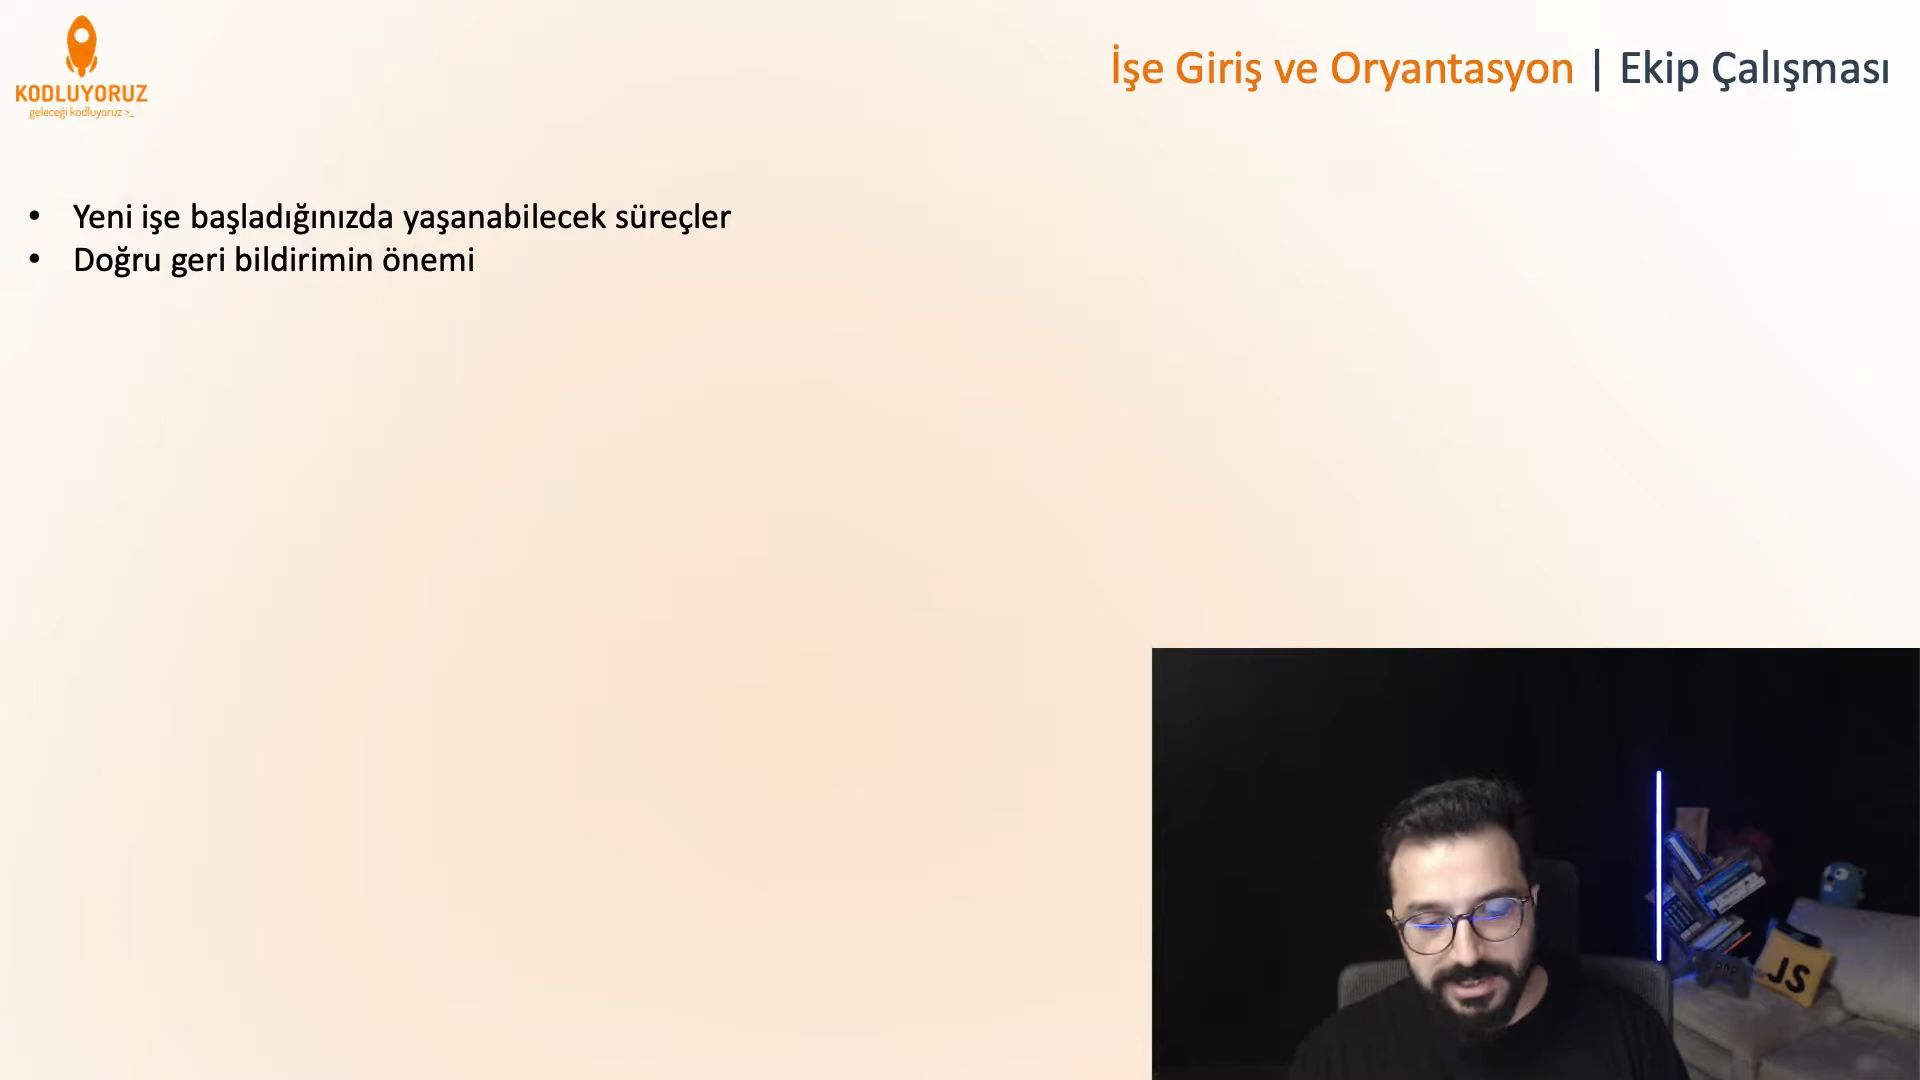 KODLUYORUZ
geleceği kodluyoruz >_
İşe Giriş ve Oryantasyon | Ekip Çalışması
• Yeni işe başladığınızda yaşanabilecek süreçler
• Doğru geri bildirimin önemi
JS